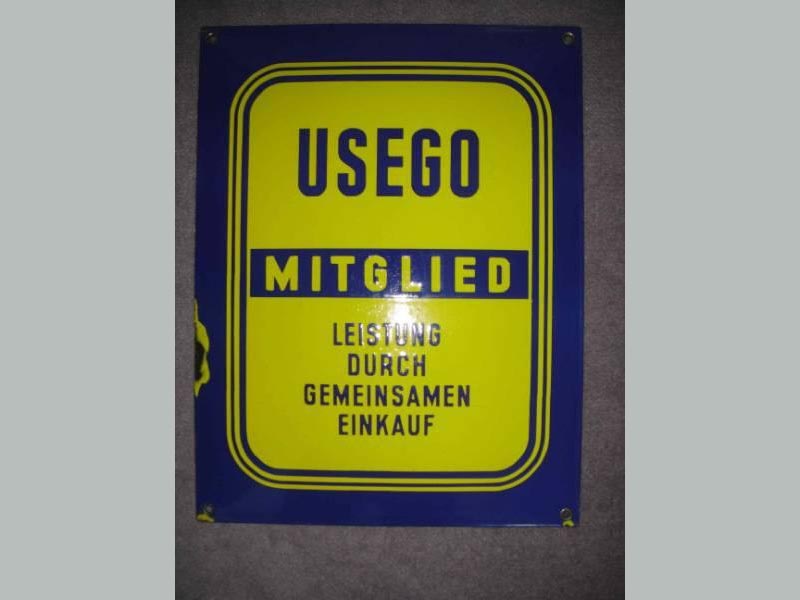 USEGO
MITGLIED
LEISTUNG
DURCH
GEMEINSAMEN
EINKAUF